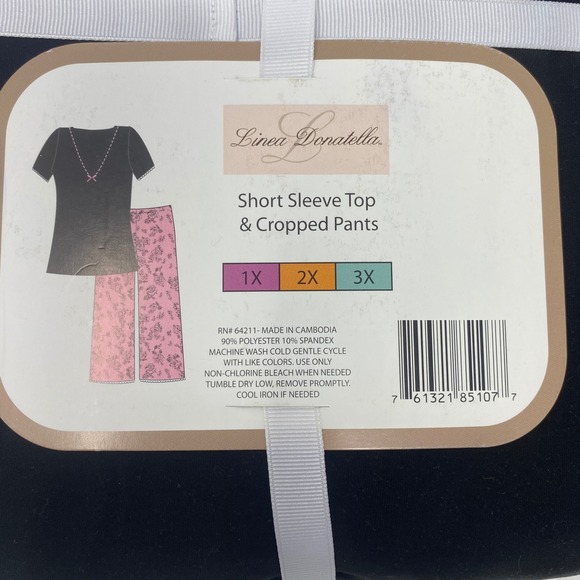 Linea Donatella
Short Sleeve Top
& Cropped Pants
1X 2X 3X
RN# 64211- MADE IN CAMBODIA
90% POLYESTER 10% SPANDEX
MACHINE WASH COLD GENTLE CYCLE
WITH LIKE COLORS. USE ONLY
NON-CHLORINE BLEACH WHEN NEEDED
TUMBLE DRY LOW, REMOVE PROMPTLY.
COOL IRON IF NEEDED
7 61321 85107 7